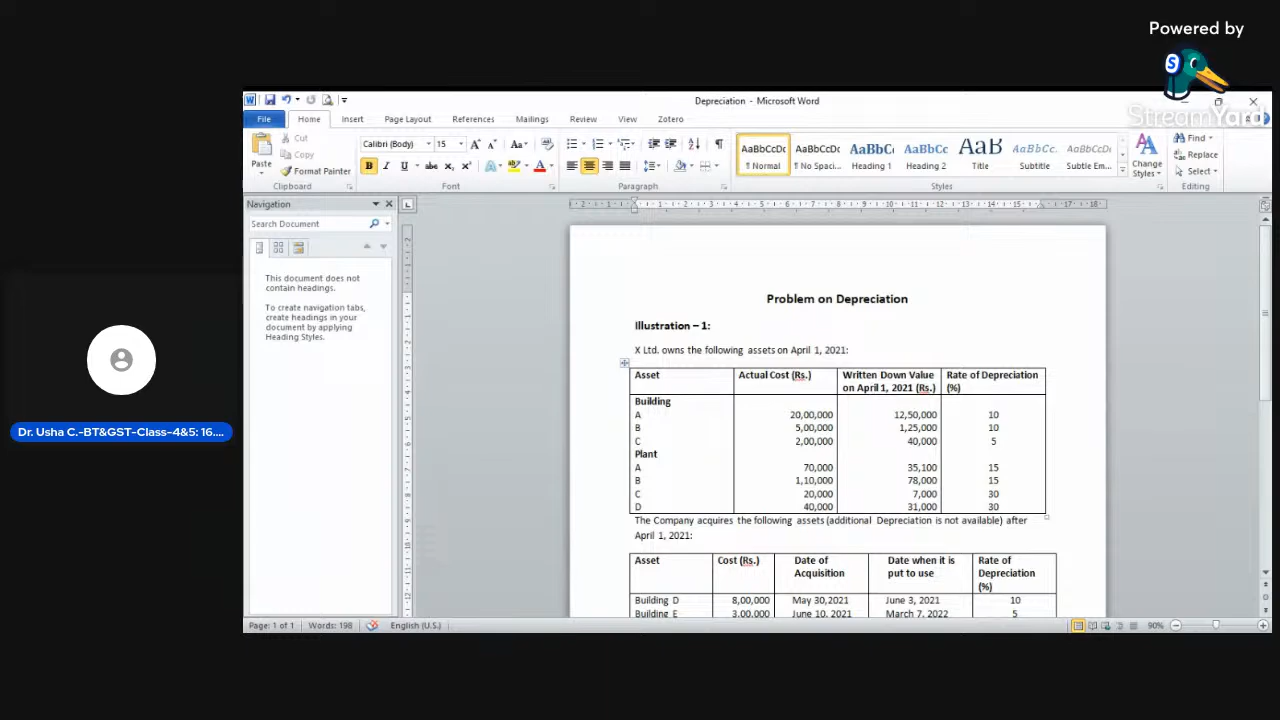 Powered by
StreamYard
Depreciation - Microsoft Word
File Home Insert Page Layout References Mailings Review View Zotero
Cut
Copy
Format Painter
Paste
Clipboard
Calibri (Body) 15
Font
Paragraph
AaBbCcDc AaBbCcDc AaBbCc AaBbCc AaB AaBbCc. AaBbCcDc
¶ Normal ¶ No Spaci... Heading 1 Heading 2 Title Subtitle Subtle Em...
Change Styles
Styles
Find
Replace
Select
Editing
Navigation
Search Document
This document does not
contain headings.
To create navigation tabs,
create headings in your
document by applying
Heading Styles.
Problem on Depreciation
Illustration – 1:
X Ltd. owns the following assets on April 1, 2021:
Asset Actual Cost (Rs.) Written Down Value on April 1, 2021 (Rs.) Rate of Depreciation (%)
Building
A 20,00,000 12,50,000 10
B 5,00,000 1,25,000 10
C 2,00,000 40,000 5
Plant
A 70,000 35,100 15
B 1,10,000 78,000 15
C 20,000 7,000 30
D 40,000 31,000 30
The Company acquires the following assets (additional Depreciation is not available) after
April 1, 2021:
Asset Cost (Rs.) Date of Acquisition Date when it is put to use Rate of Depreciation (%)
Building D 8,00,000 May 30,2021 June 3, 2021 10
Building E 3,00,000 June 10, 2021 March 7, 2022 5
Dr. Usha C.-BT&GST-Class-4&5: 16....
Page: 1 of 1 Words: 198 English (U.S.) 90%